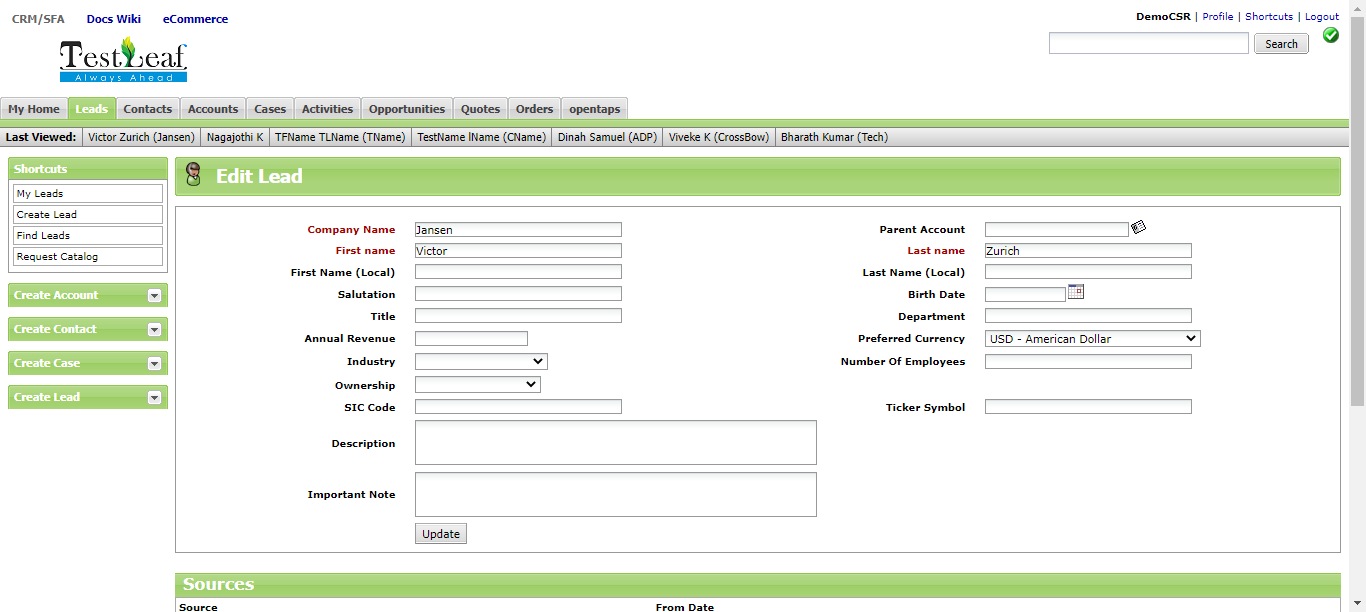 CRM/SFA Docs Wiki eCommerce
DemoCSR | Profile | Shortcuts | Logout
TestLeaf
Always Ahead
Search
My Home Leads Contacts Accounts Cases Activities Opportunities Quotes Orders opentaps
Last Viewed: Victor Zurich (Jansen) Nagajothi K TFName TLName (TName) TestName lName (CName) Dinah Samuel (ADP) Viveke K (CrossBow) Bharath Kumar (Tech)
Shortcuts
My Leads
Create Lead
Find Leads
Request Catalog
Create Account
Create Contact
Create Case
Create Lead
Edit Lead
Company Name Jansen Parent Account
First name Victor Last name Zurich
First Name (Local) Last Name (Local)
Salutation Birth Date
Title Department
Annual Revenue Preferred Currency USD - American Dollar
Industry Number Of Employees
Ownership
SIC Code Ticker Symbol
Description
Important Note
Update
Sources
Source From Date